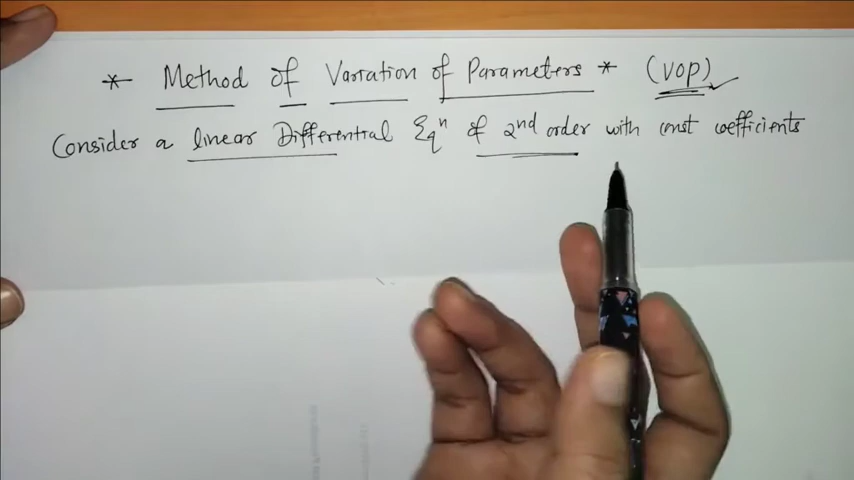 * Method of Variation of Parameters * (VOP)
Consider a linear Differential Eqⁿ of 2nd order with const coefficients